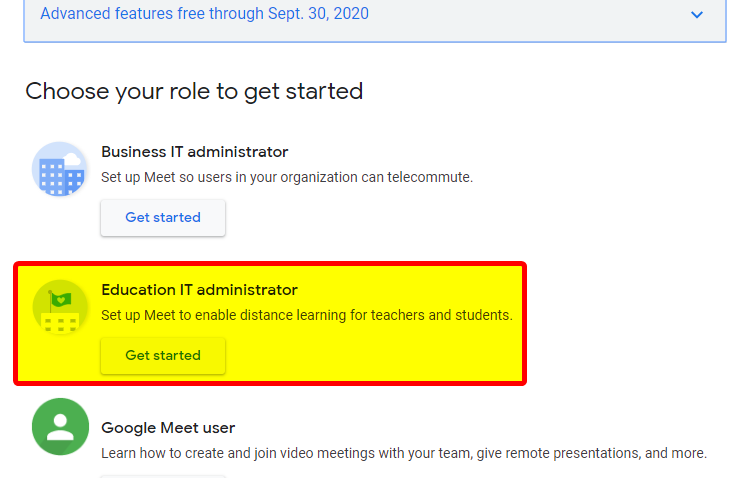 Advanced features free through Sept. 30, 2020
Choose your role to get started
Business IT administrator
Set up Meet so users in your organization can telecommute.
Get started
Education IT administrator
Set up Meet to enable distance learning for teachers and students.
Get started
Google Meet user
Learn how to create and join video meetings with your team, give remote presentations, and more.